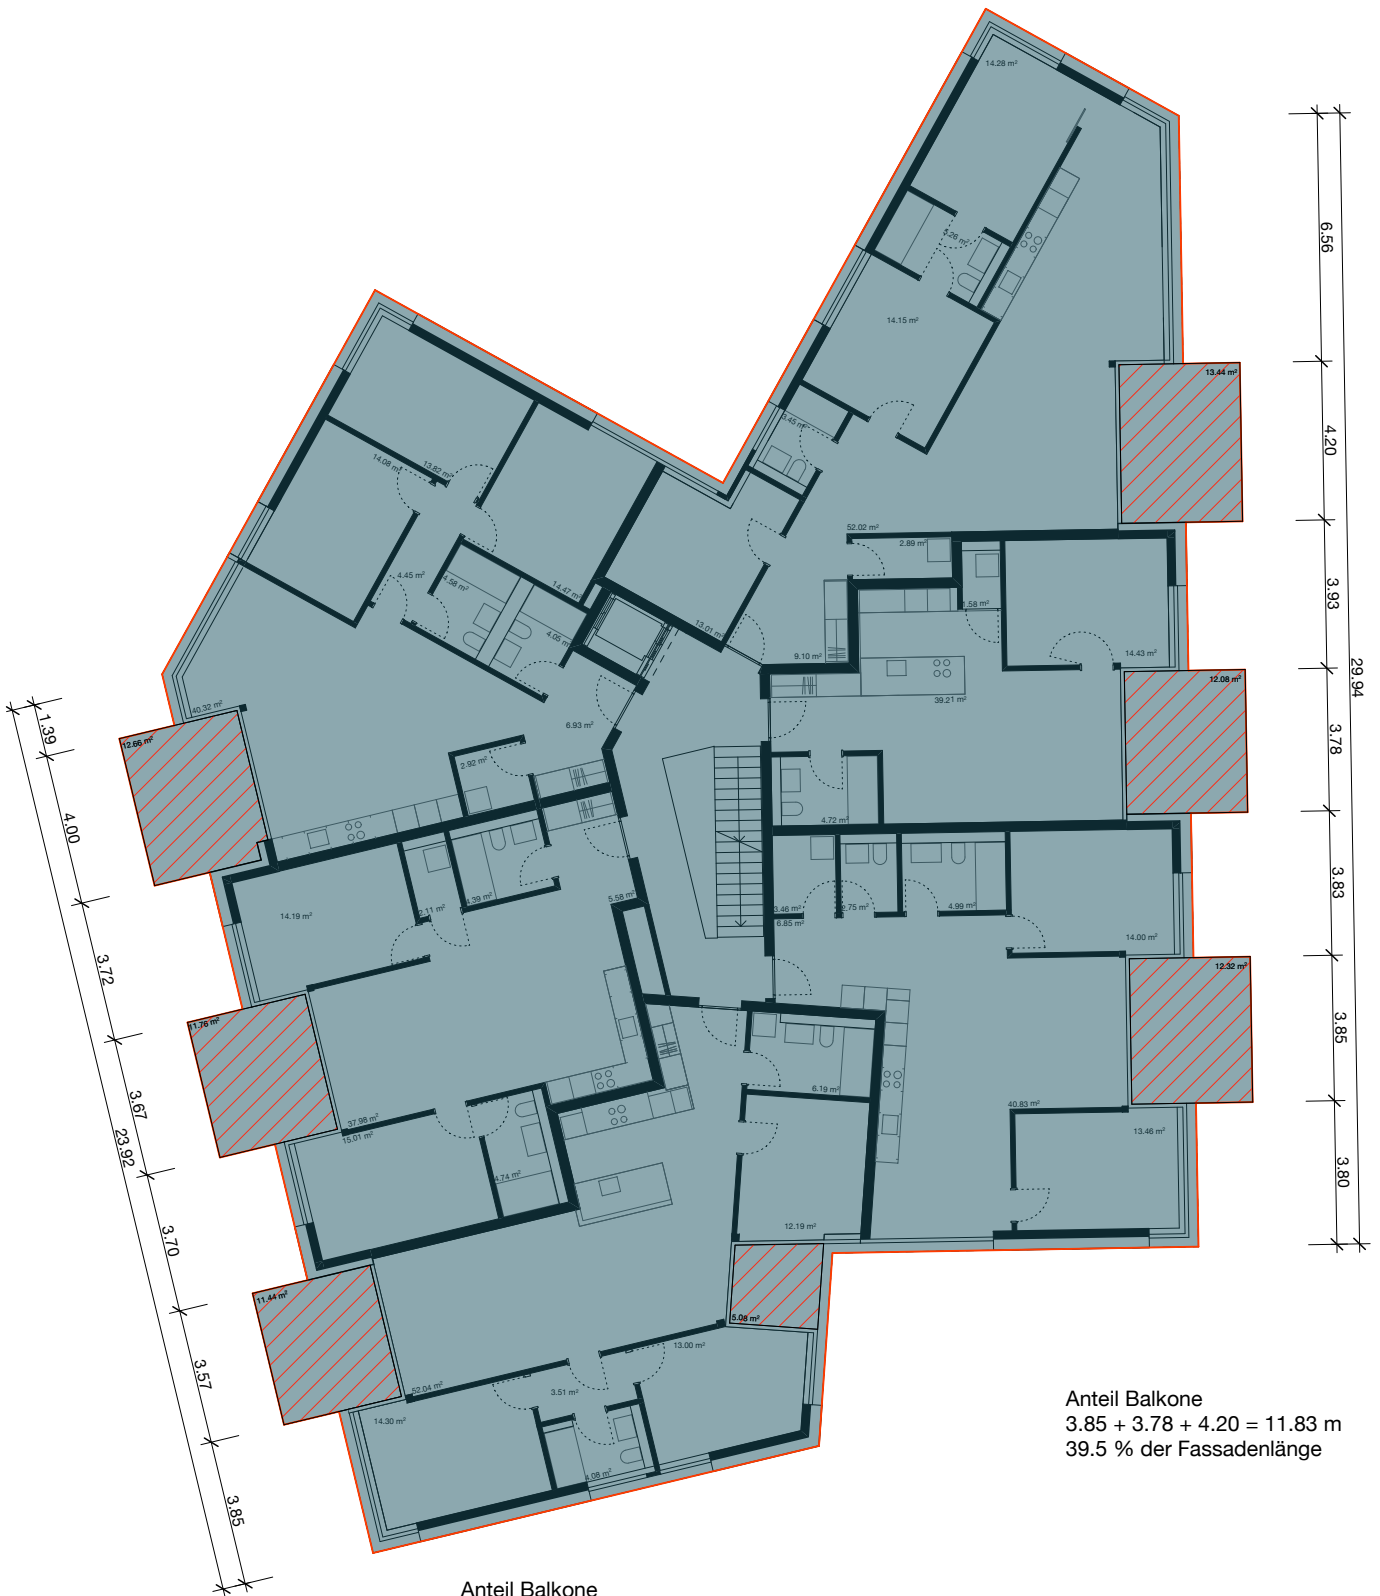 14.28 m²
5.26 m²
14.15 m²
3.45 m²
13.44 m²
6.56
4.20
3.93
29.94
3.78
3.83
3.85
3.80
14.08 m²
13.82 m²
14.47 m²
4.45 m²
4.58 m²
4.05 m²
52.02 m²
2.89 m²
1.58 m²
13.01 m²
9.10 m²
14.43 m²
12.08 m²
39.21 m²
40.32 m²
6.93 m²
12.66 m²
2.92 m²
4.72 m²
1.39
4.00
3.72
3.67
23.92
3.70
3.57
3.85
14.19 m²
2.11 m²
4.39 m²
5.58 m²
3.46 m²
6.85 m²
2.75 m²
4.99 m²
14.00 m²
12.32 m²
11.76 m²
37.98 m²
15.01 m²
4.74 m²
6.19 m²
40.83 m²
13.46 m²
12.19 m²
11.44 m²
5.08 m²
13.00 m²
52.04 m²
3.51 m²
14.30 m²
4.08 m²
Anteil Balkone
3.85 + 3.78 + 4.20 = 11.83 m
39.5 % der Fassadenlänge
Anteil Balkone